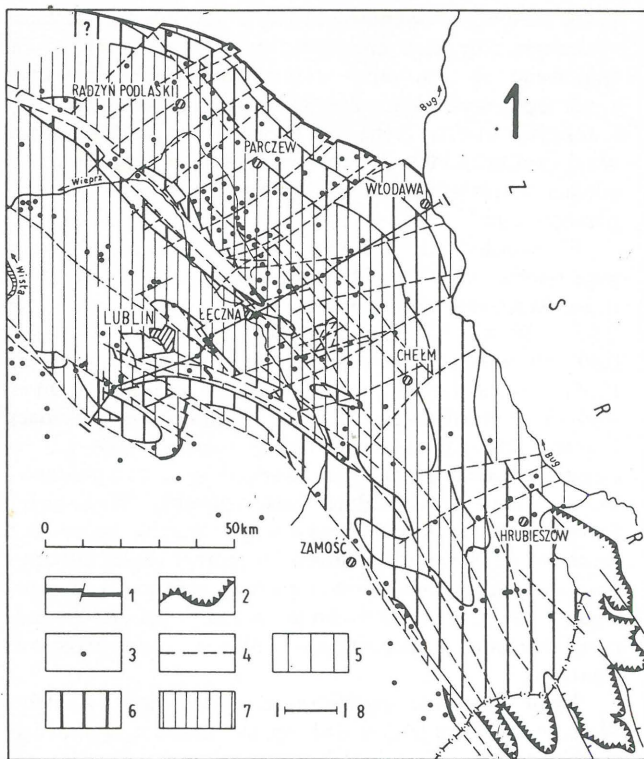 ?
1
RADZYŃ PODLASKI
Bug
PARCZEW
WŁODAWA
Z
Wieprz
S
Wisła
LUBLIN
ŁĘCZNA
R
CHEŁM
Bug
R
0 50km
HRUBIESZÓW
ZAMOŚĆ
1 2
3 4 5
6 7 8